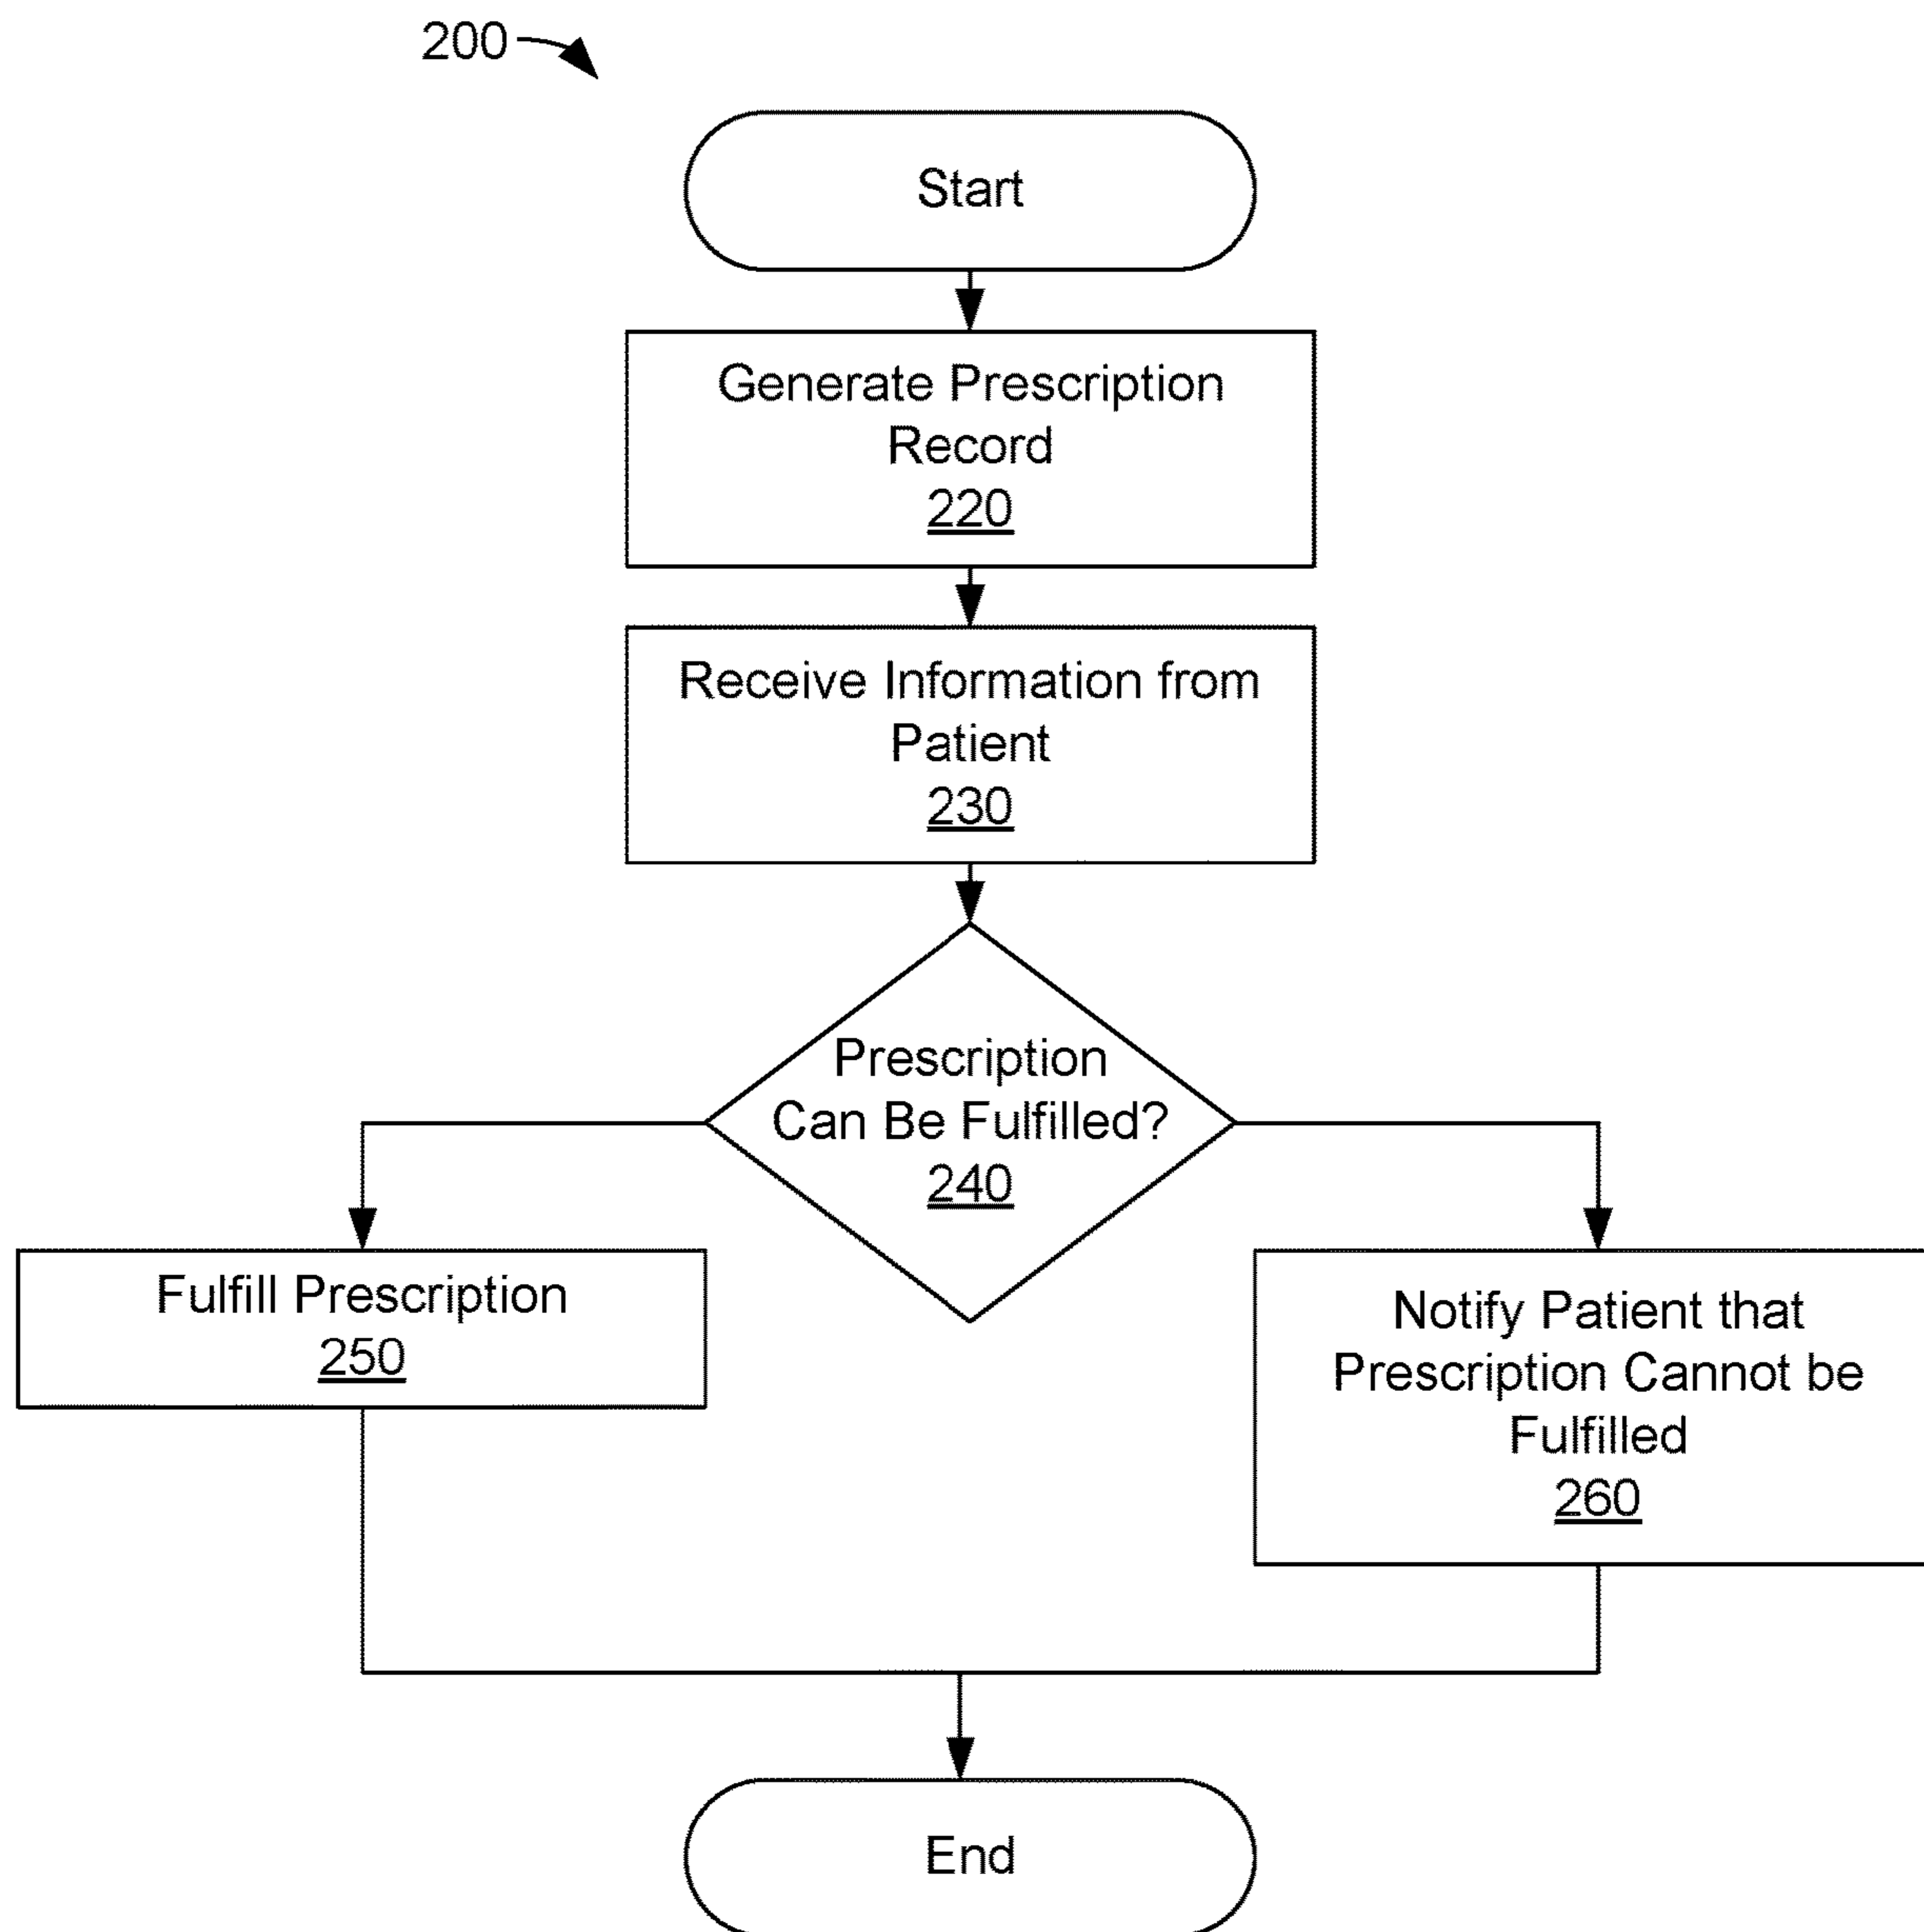 200
Start
Generate Prescription
Record
220
Receive Information from
Patient
230
Prescription
Can Be Fulfilled?
240
Fulfill Prescription
250
Notify Patient that
Prescription Cannot be
Fulfilled
260
End